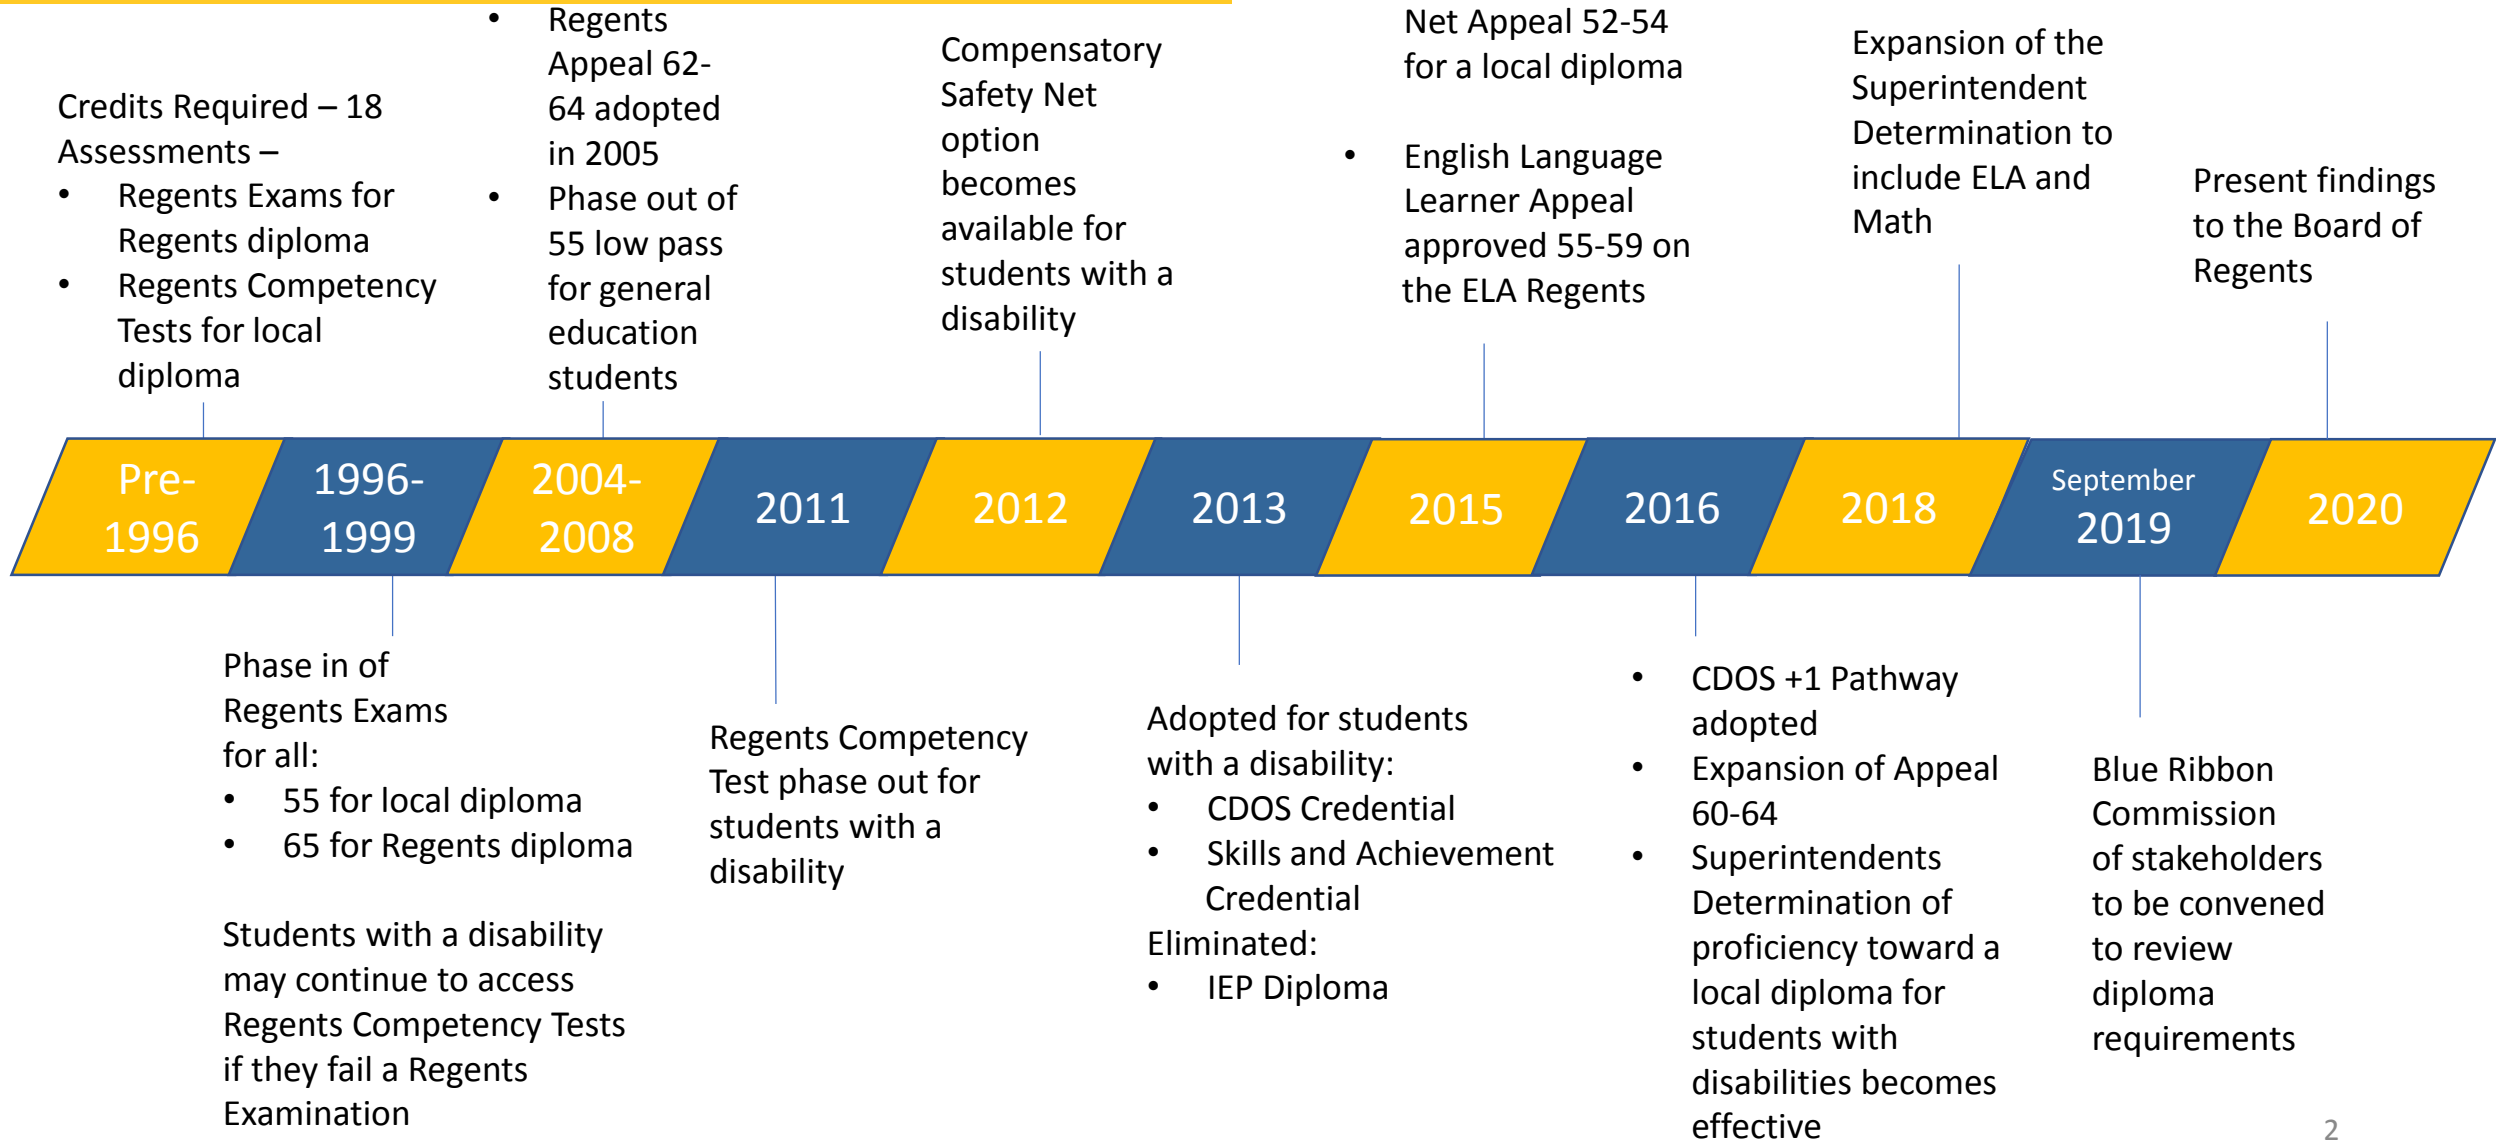 Credits Required – 18
Assessments –
• Regents Exams for
Regents diploma
• Regents Competency
Tests for local
diploma
• Regents
Appeal 62-
64 adopted
in 2005
• Phase out of
55 low pass
for general
education
students
Compensatory
Safety Net
option
becomes
available for
students with a
disability
Net Appeal 52-54
for a local diploma
• English Language
Learner Appeal
approved 55-59 on
the ELA Regents
Expansion of the
Superintendent
Determination to
include ELA and
Math
Present findings
to the Board of
Regents
Pre-
1996
1996-
1999
2004-
2008
2011
2012
2013
2015
2016
2018
September
2019
2020
Phase in of
Regents Exams
for all:
• 55 for local diploma
• 65 for Regents diploma
Students with a disability
may continue to access
Regents Competency Tests
if they fail a Regents
Examination
Regents Competency
Test phase out for
students with a
disability
Adopted for students
with a disability:
• CDOS Credential
• Skills and Achievement
Credential
Eliminated:
• IEP Diploma
• CDOS +1 Pathway
adopted
• Expansion of Appeal
60-64
• Superintendents
Determination of
proficiency toward a
local diploma for
students with
disabilities becomes
effective
Blue Ribbon
Commission
of stakeholders
to be convened
to review
diploma
requirements
2